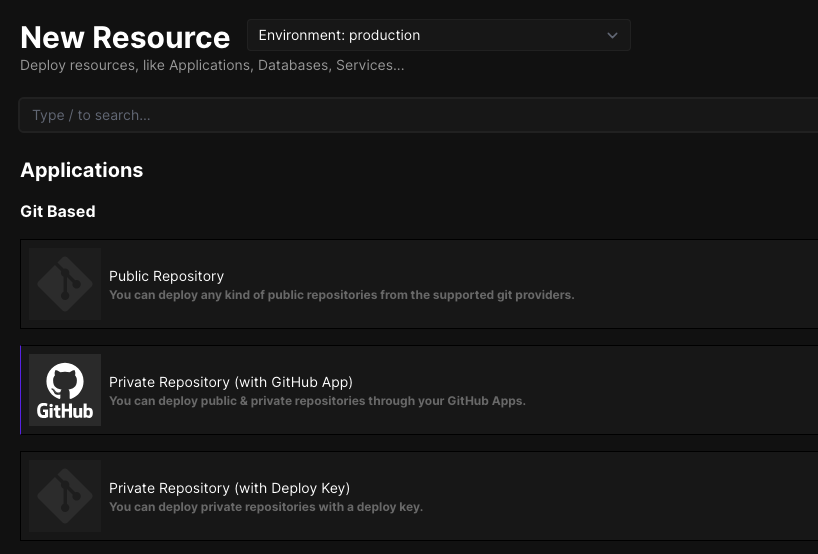 New Resource
Environment: production
Deploy resources, like Applications, Databases, Services...
Type / to search...
Applications
Git Based
Public Repository
You can deploy any kind of public repositories from the supported git providers.
GitHub
Private Repository (with GitHub App)
You can deploy public & private repositories through your GitHub Apps.
Private Repository (with Deploy Key)
You can deploy private repositories with a deploy key.